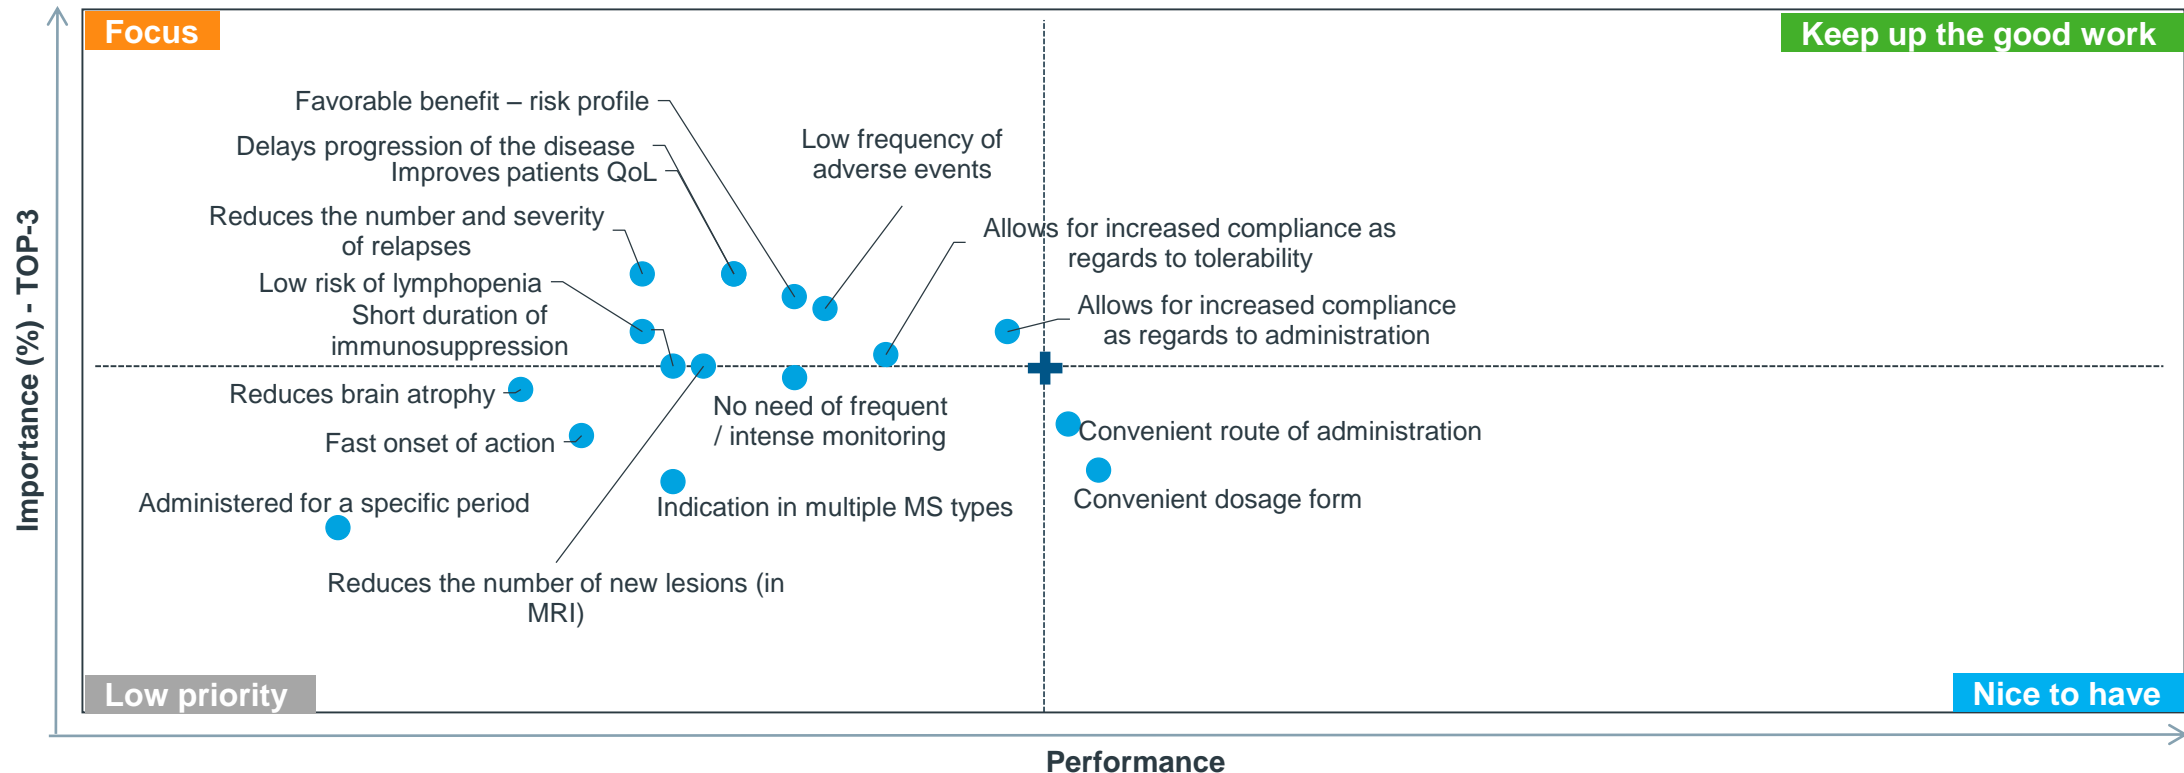 Focus
Keep up the good work
Favorable benefit – risk profile
Low frequency of
adverse events
Delays progression of the disease
Improves patients QoL
Reduces the number and severity
of relapses
Allows for increased compliance as
regards to tolerability
Low risk of lymphopenia
Short duration of
immunosuppression
Allows for increased compliance
as regards to administration
Importance (%) - TOP-3
Reduces brain atrophy
No need of frequent
/ intense monitoring
Fast onset of action
Convenient route of administration
Administered for a specific period
Indication in multiple MS types
Convenient dosage form
Reduces the number of new lesions (in
MRI)
Low priority
Nice to have
Performance